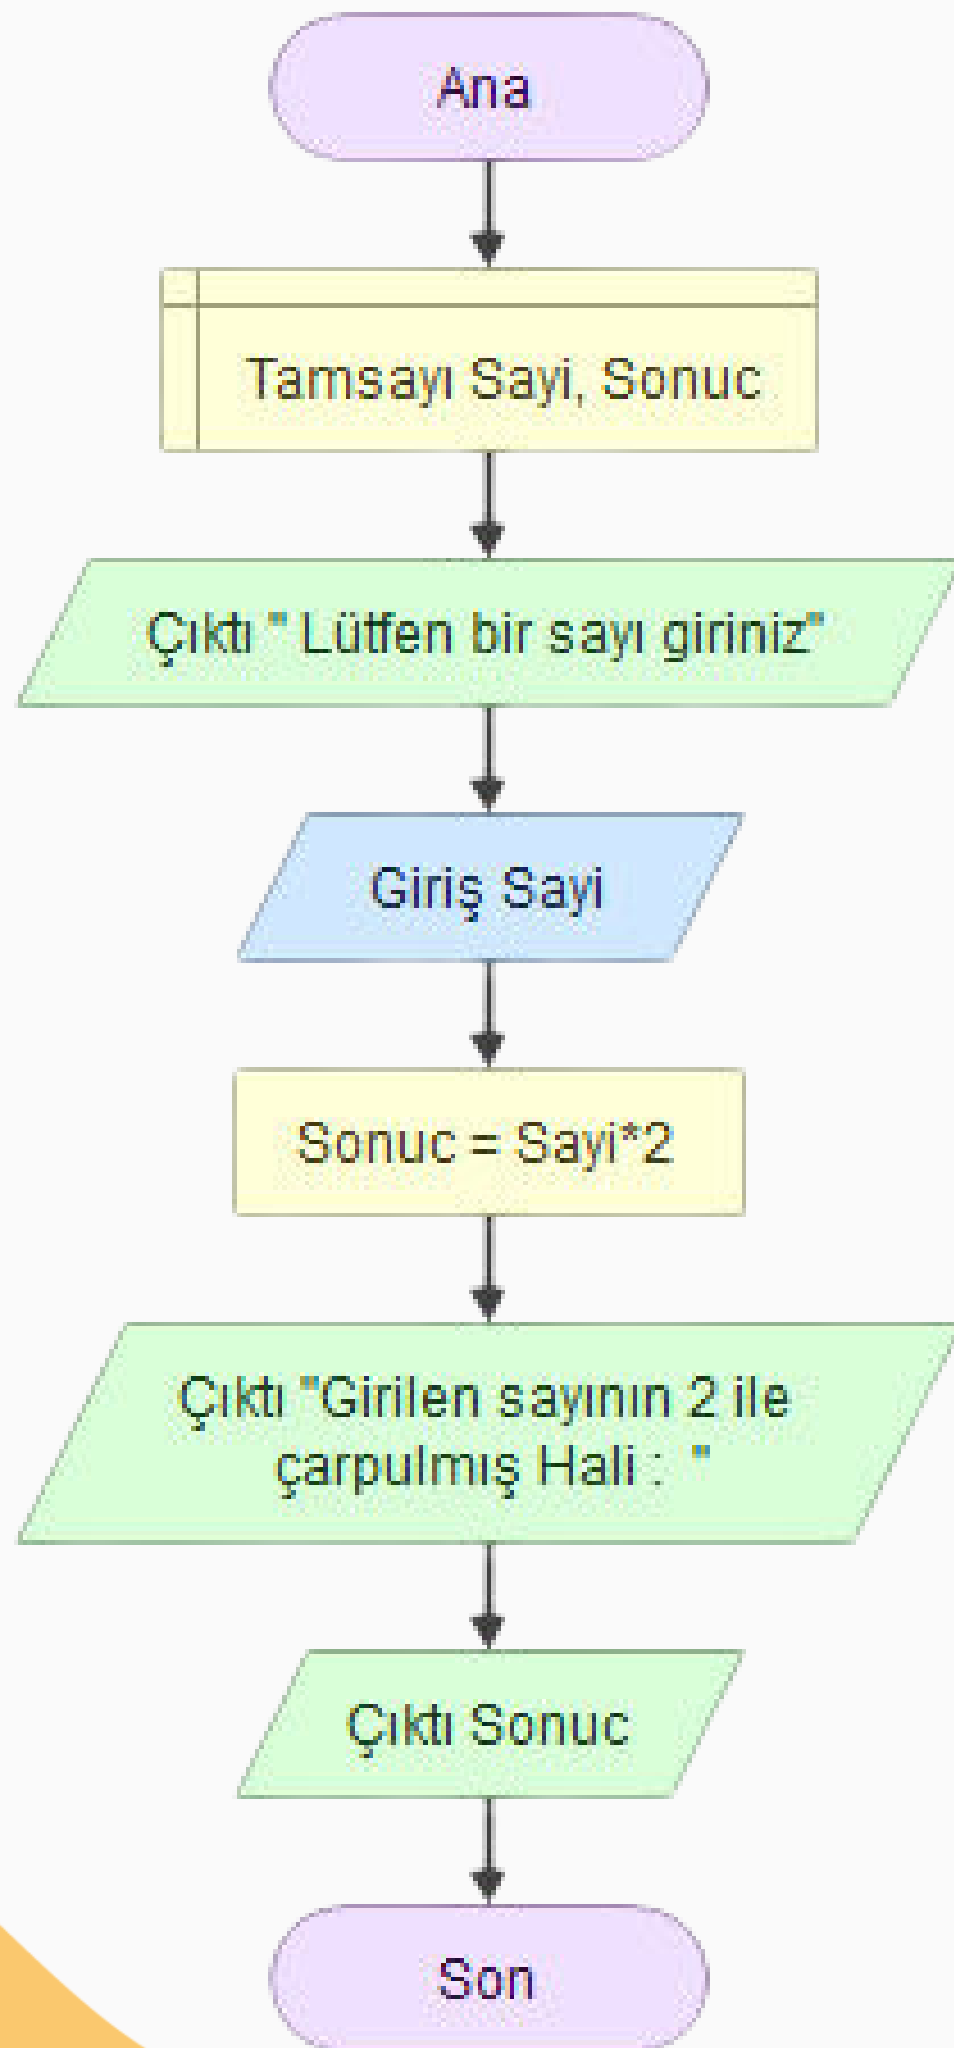 Ana
Tamsayı Sayi, Sonuc
Çıktı " Lütfen bir sayı giriniz"
Giriş Sayi
Sonuc = Sayi*2
Çıktı "Girilen sayının 2 ile
çarpulmış Hali :  "
Çıktı Sonuc
Son